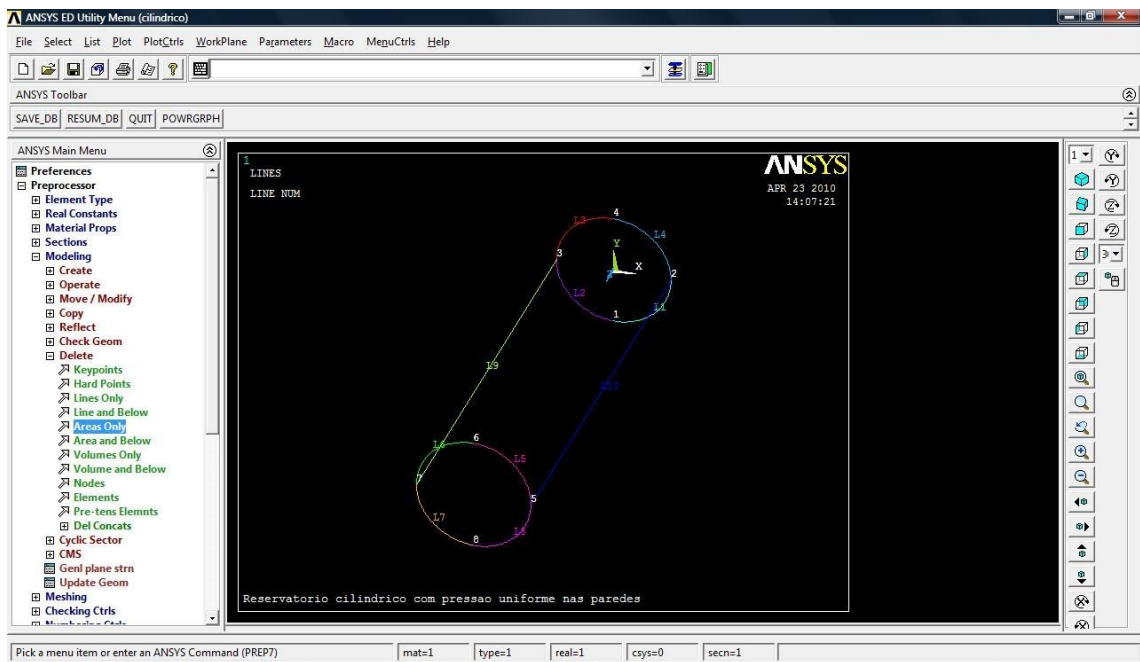 ANSYS ED Utility Menu (cilindrico)
File Select List Plot PlotCtrls WorkPlane Parameters Macro MenuCtrls Help
ANSYS Toolbar
SAVE_DB RESUM_DB QUIT POWRGRPH
ANSYS Main Menu
Preferences
Preprocessor
Element Type
Real Constants
Material Props
Sections
Modeling
Create
Operate
Move / Modify
Copy
Reflect
Check Geom
Delete
Keypoints
Hard Points
Lines Only
Line and Below
Areas Only
Area and Below
Volumes Only
Volume and Below
Nodes
Elements
Pre-tens Elemnts
Del Concats
Cyclic Sector
CMS
Genl plane strn
Update Geom
Meshing
Checking Ctrls
Numbering Ctrls
1
LINES
LINE NUM
ANSYS
APR 23 2010
14:07:21
L3 4
L4
Y
3
X
2
Z
L2
1
L1
L9
L10
L6
6
L5
7
5
L7
L8
8
Reservatorio cilindrico com pressao uniforme nas paredes
1
3
Pick a menu item or enter an ANSYS Command (PREP7) mat=1 type=1 real=1 csys=0 secn=1